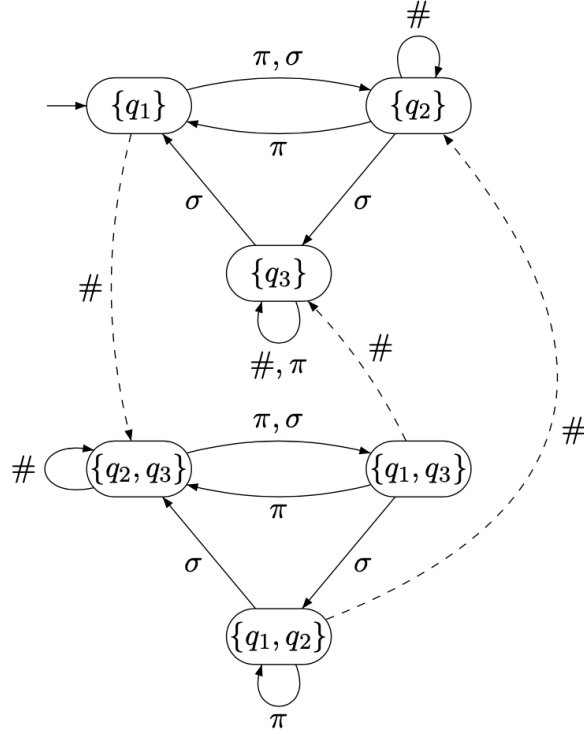 #
π, σ
{q₁}
{q₂}
π
σ
σ
{q₃}
#
#
#, π
π, σ
#
#
{q₂, q₃}
{q₁, q₃}
π
σ
σ
{q₁, q₂}
π